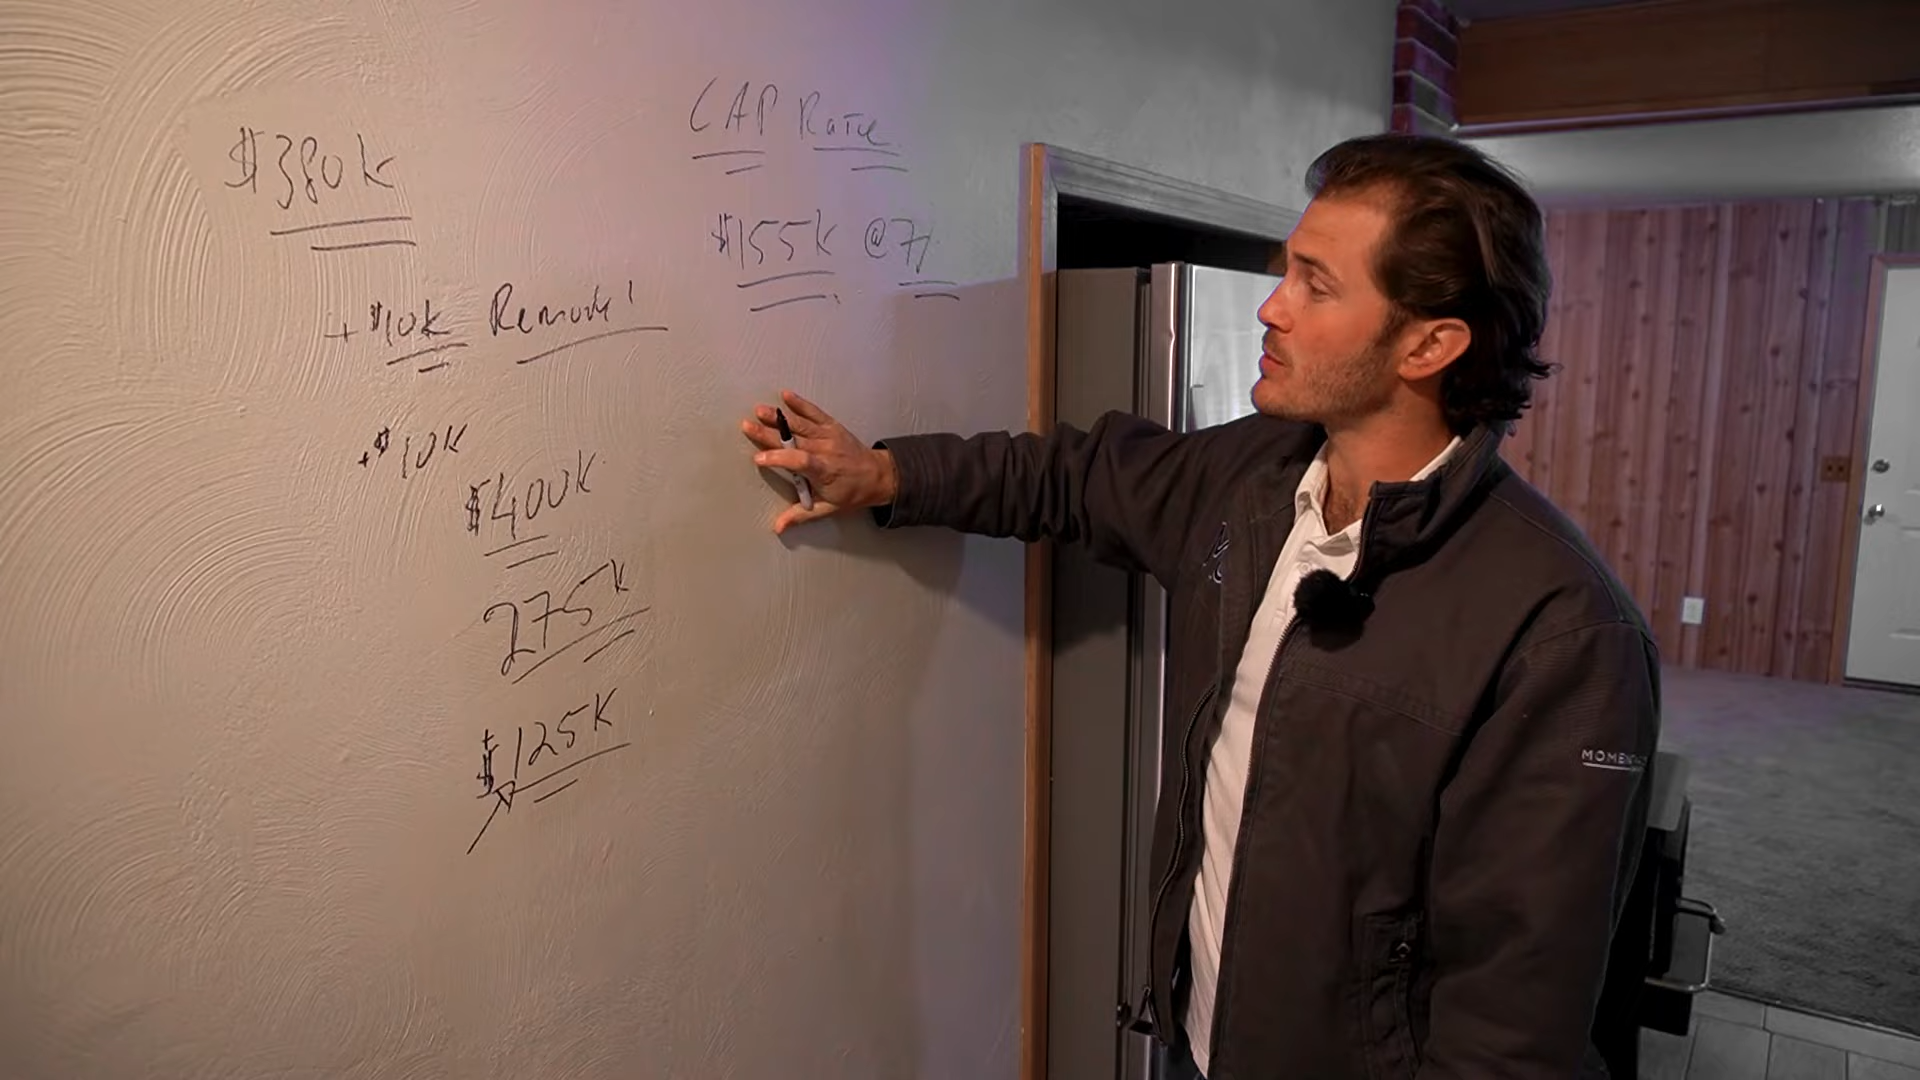 $380k
+ $10k Remodel
+$ 10K
$400K
275k
+
$125K
CAP Rate
$155k @7%